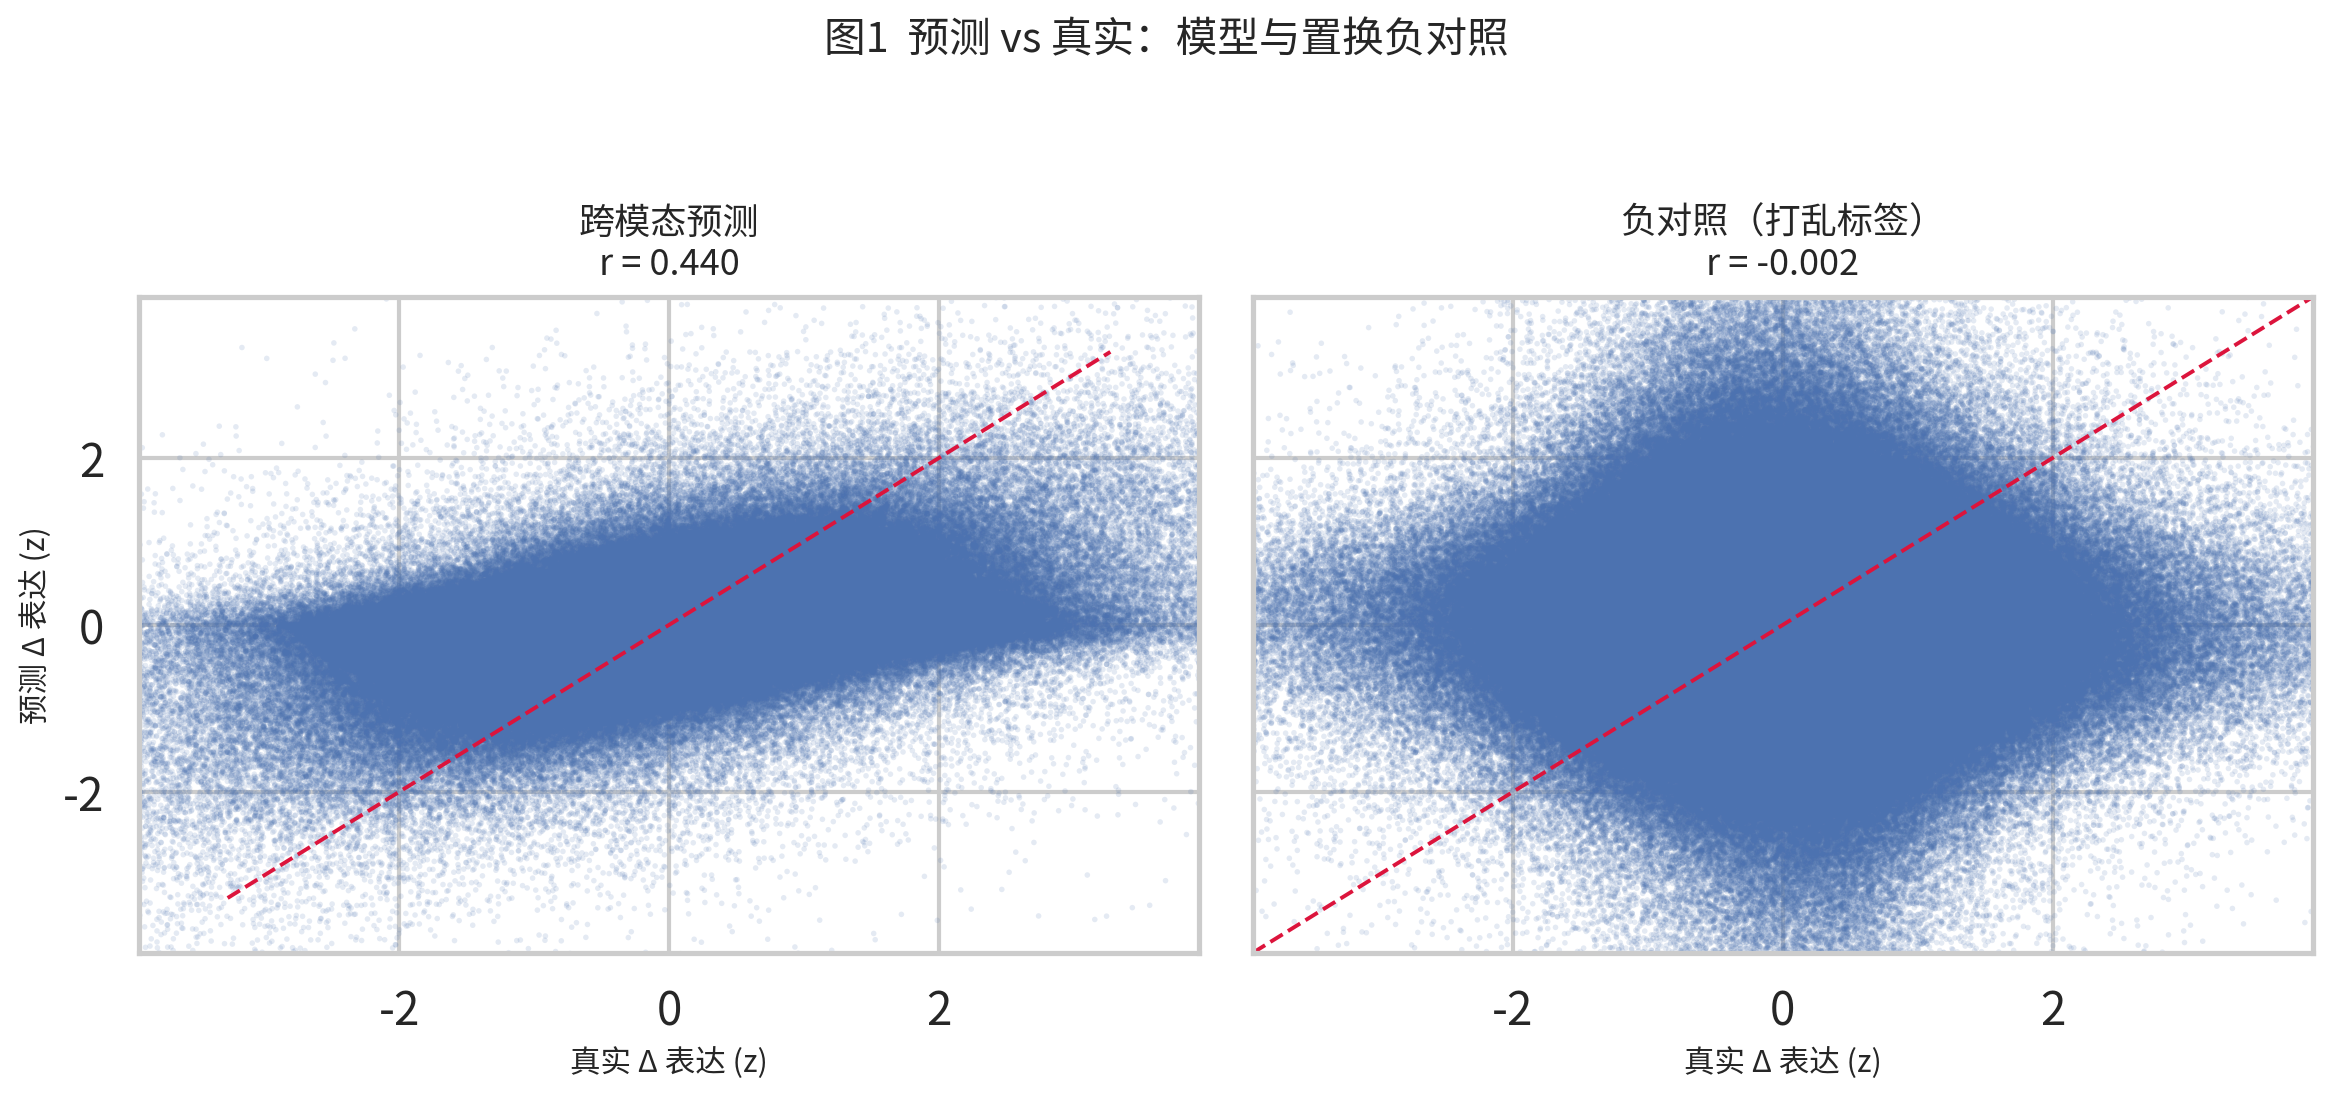 图1 预测 vs 真实：模型与置换负对照
跨模态预测
r = 0.440
负对照（打乱标签）
r = -0.002
预测 Δ 表达 (z)
2
0
-2
-2
0
2
-2
0
2
真实 Δ 表达 (z)
真实 Δ 表达 (z)